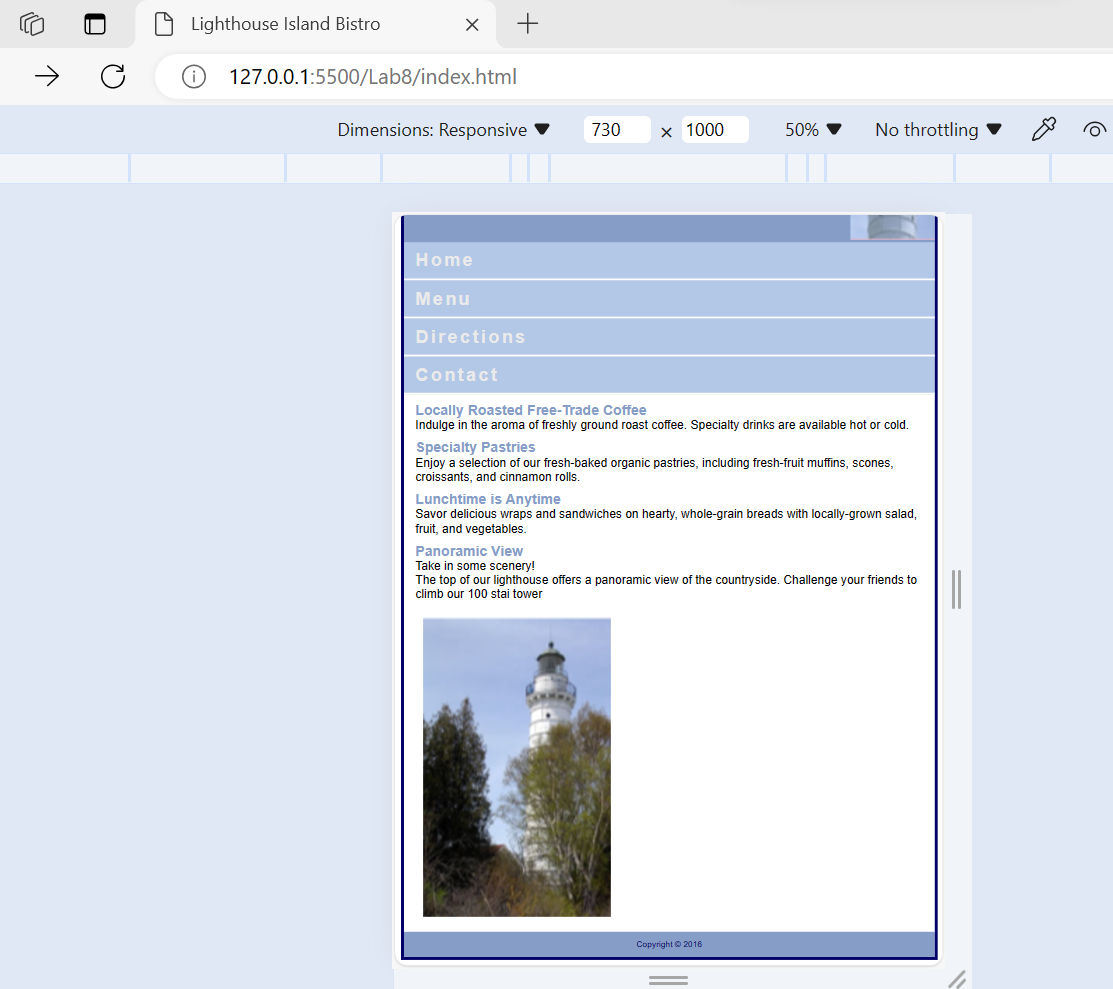 Lighthouse Island Bistro
127.0.0.1:5500/Lab8/index.html
Dimensions: Responsive 730 × 1000 50% No throttling
Home
Menu
Directions
Contact
Locally Roasted Free-Trade Coffee
Indulge in the aroma of freshly ground roast coffee. Specialty drinks are available hot or cold.
Specialty Pastries
Enjoy a selection of our fresh-baked organic pastries, including fresh-fruit muffins, scones,
croissants, and cinnamon rolls.
Lunchtime is Anytime
Savor delicious wraps and sandwiches on hearty, whole-grain breads with locally-grown salad,
fruit, and vegetables.
Panoramic View
Take in some scenery!
The top of our lighthouse offers a panoramic view of the countryside. Challenge your friends to
climb our 100 stai tower
Copyright © 2016